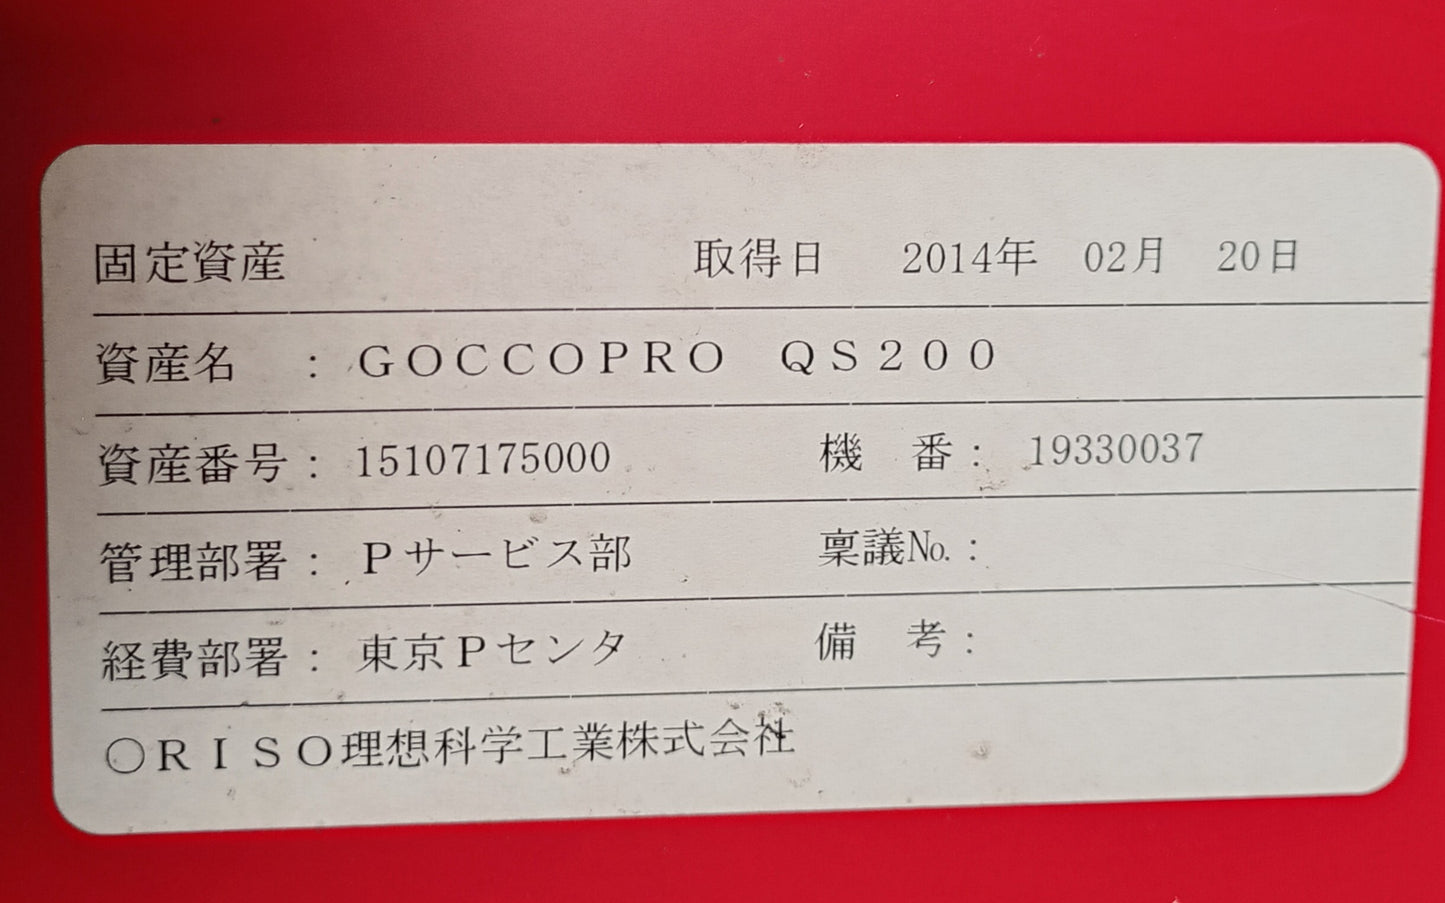 固定資産　取得日　2014年　02月　20日
資産名　：ＧＯＣＣＯＰＲＯ　ＱＳ２００
資産番号：15107175000　機　番：19330037
管理部署：Ｐサービス部　稟議№.：
経費部署：東京Ｐセンタ　備　考：
○ＲＩＳＯ理想科学工業株式会社